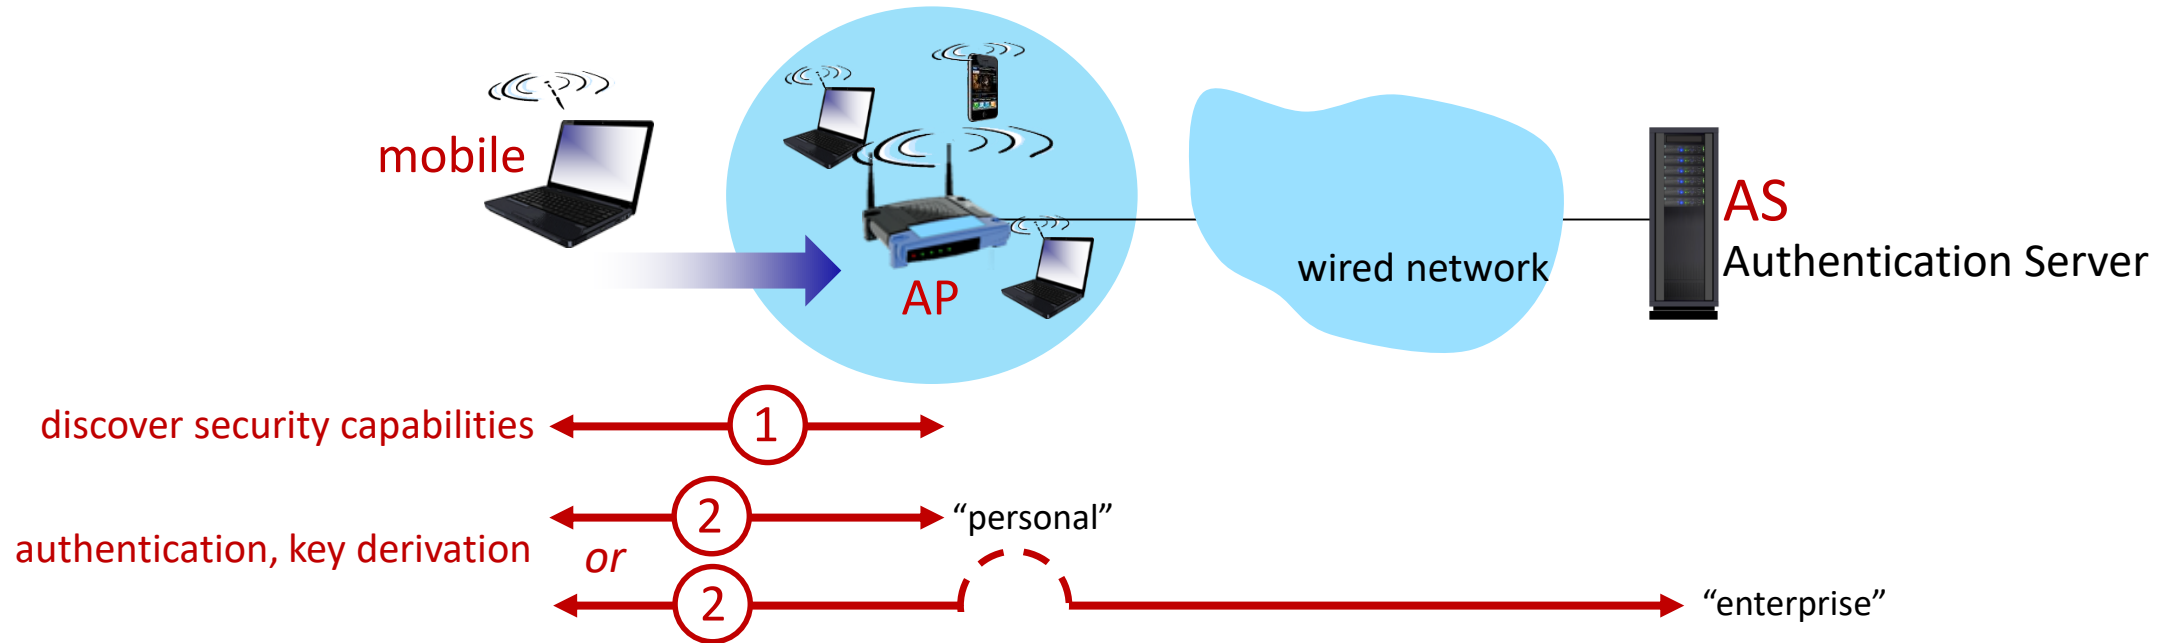 mobile
AP
wired network
AS
Authentication Server
discover security capabilities
1
authentication, key derivation
2
“personal”
or
2
“enterprise”